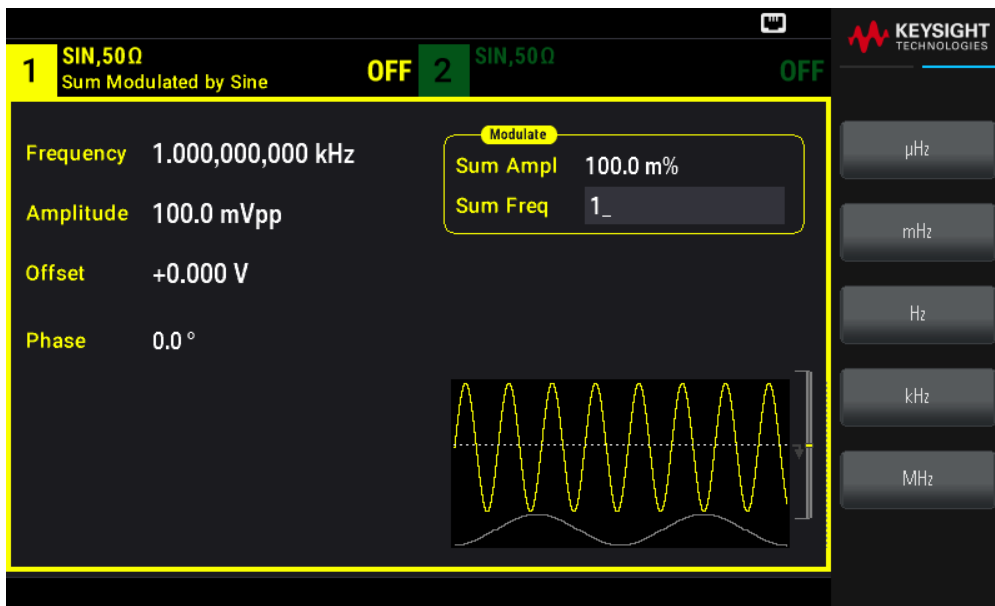 KEYSIGHT
TECHNOLOGIES
1
SIN,50Ω
Sum Modulated by Sine
OFF
2
SIN,50Ω
OFF
Frequency 1.000,000,000 kHz
Amplitude 100.0 mVpp
Offset +0.000 V
Phase 0.0 °
Modulate
Sum Ampl 100.0 m%
Sum Freq 1_
µHz
mHz
Hz
kHz
MHz